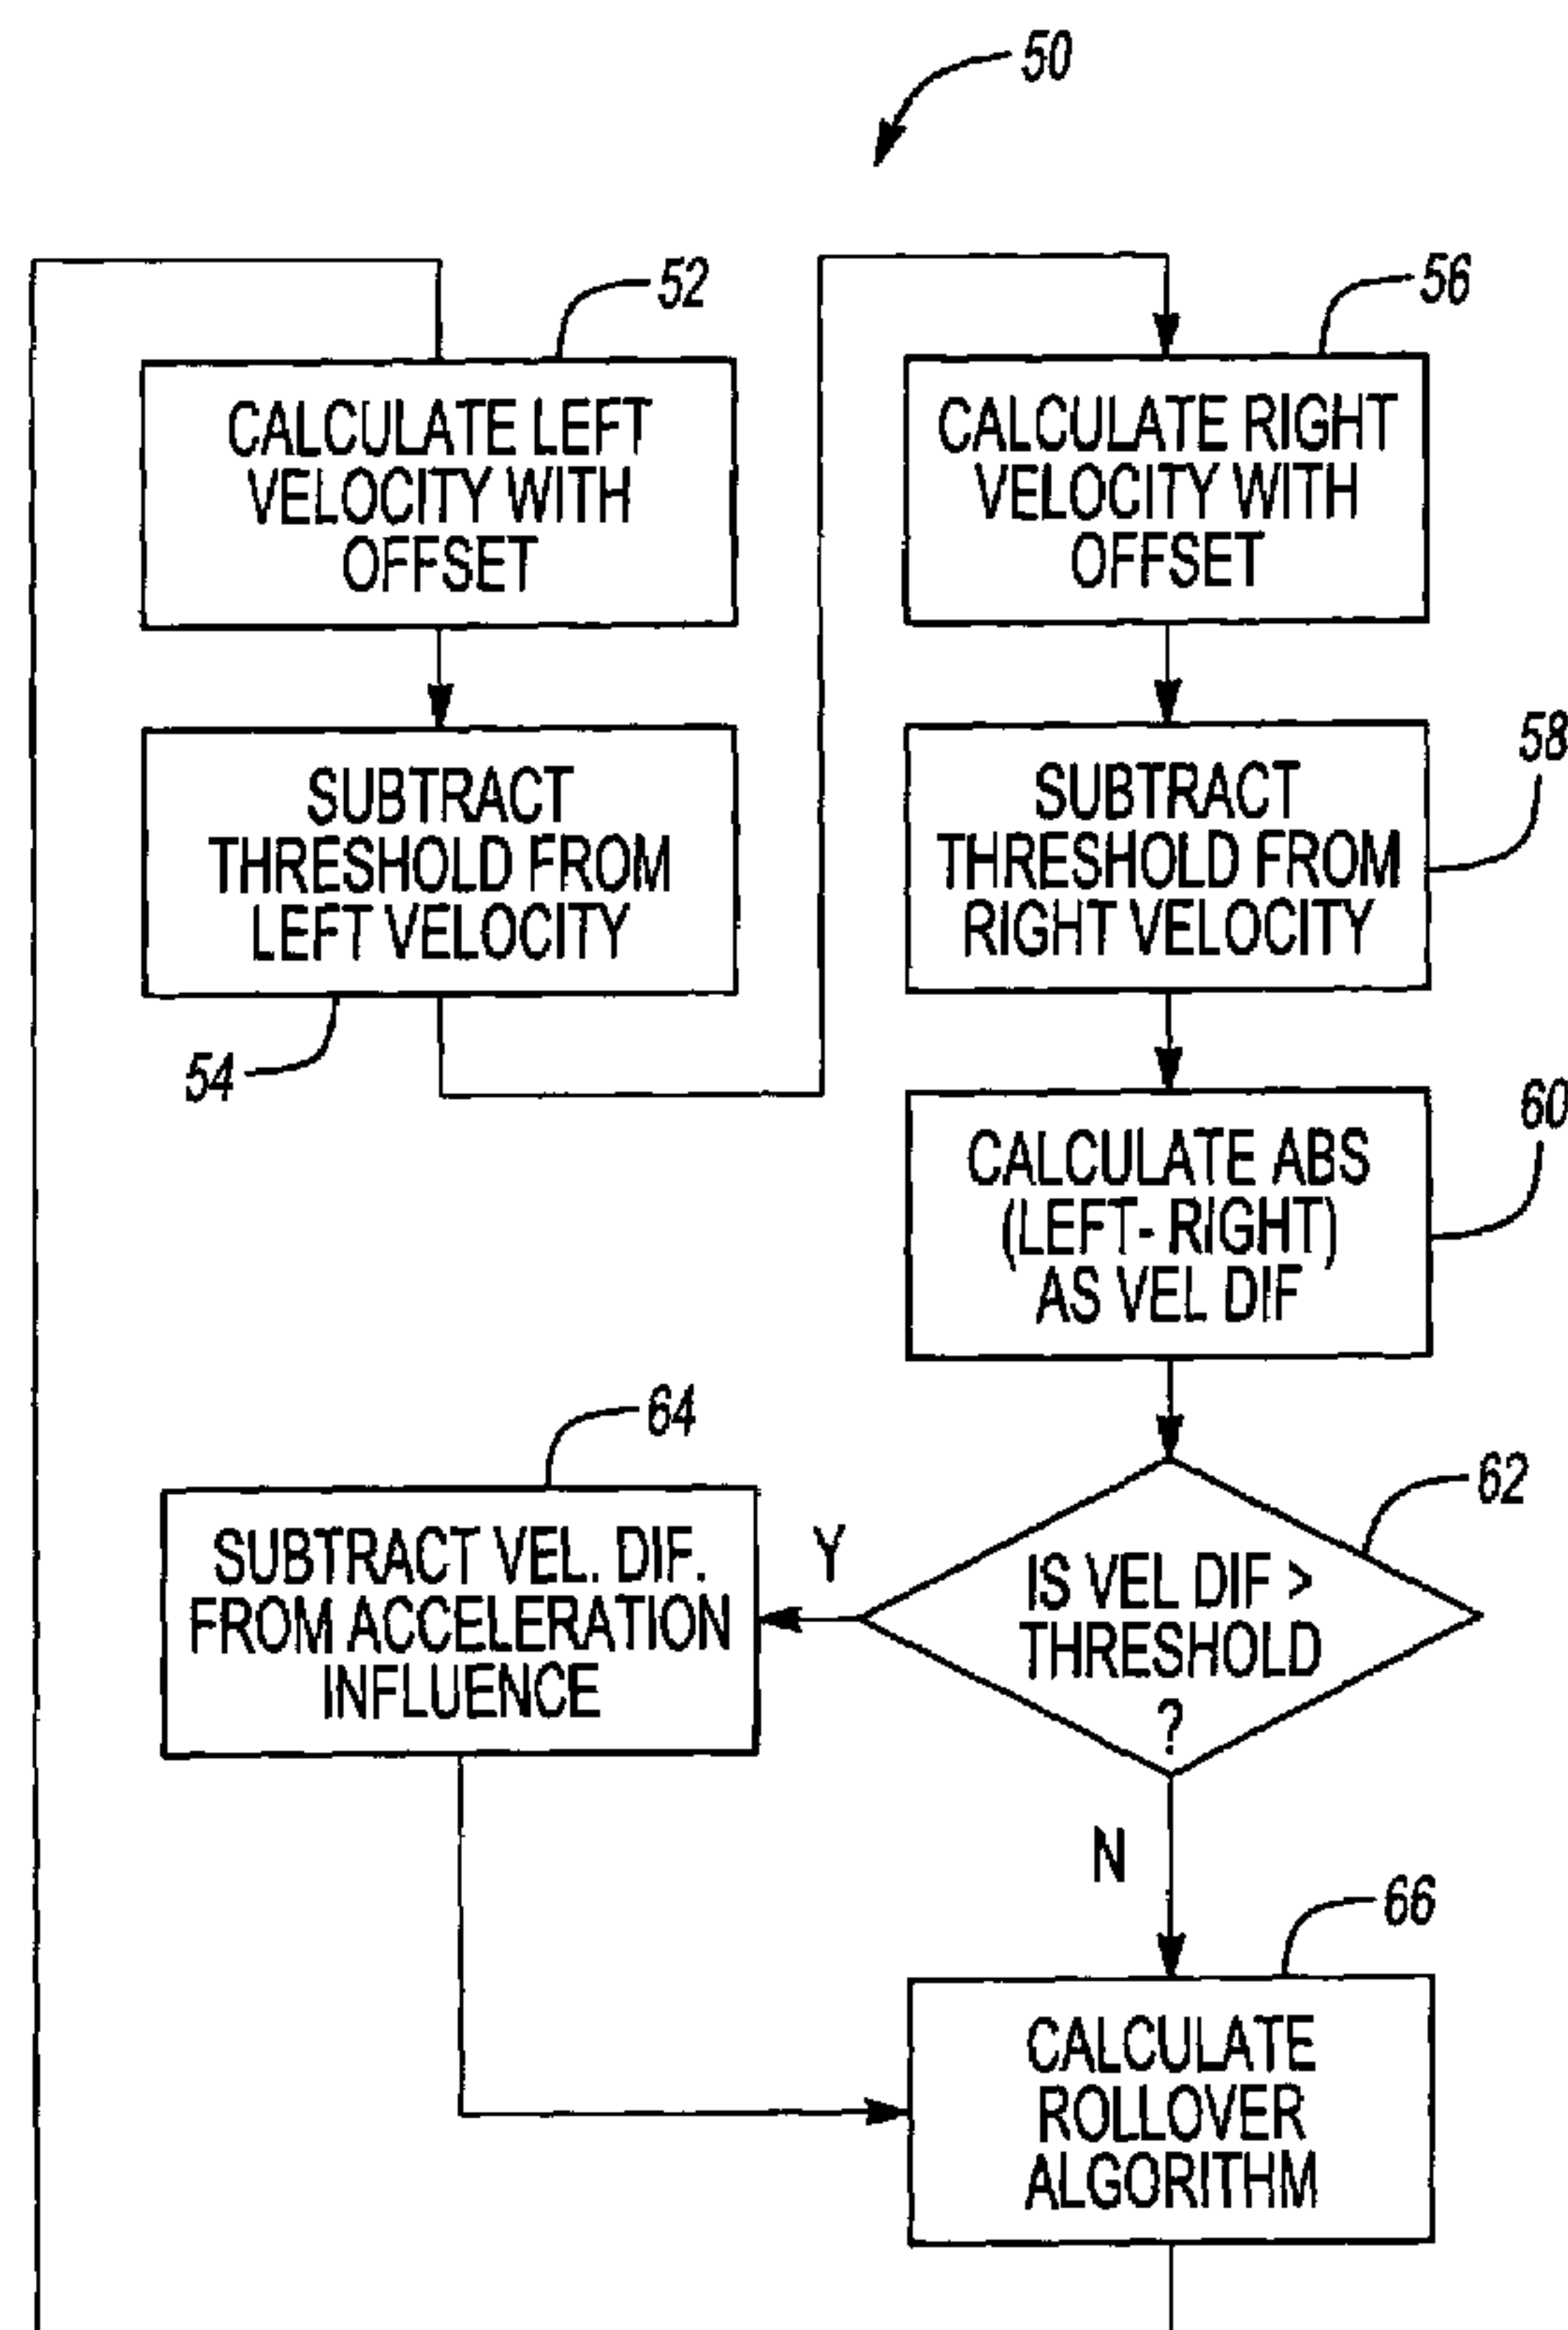 50
52
CALCULATE LEFT
VELOCITY WITH
OFFSET
SUBTRACT
THRESHOLD FROM
LEFT VELOCITY
54
56
CALCULATE RIGHT
VELOCITY WITH
OFFSET
58
SUBTRACT
THRESHOLD FROM
RIGHT VELOCITY
60
CALCULATE ABS
(LEFT- RIGHT)
AS VEL DIF
62
IS VEL DIF >
THRESHOLD
?
Y
64
SUBTRACT VEL. DIF.
FROM ACCELERATION
INFLUENCE
N
66
CALCULATE
ROLLOVER
ALGORITHM